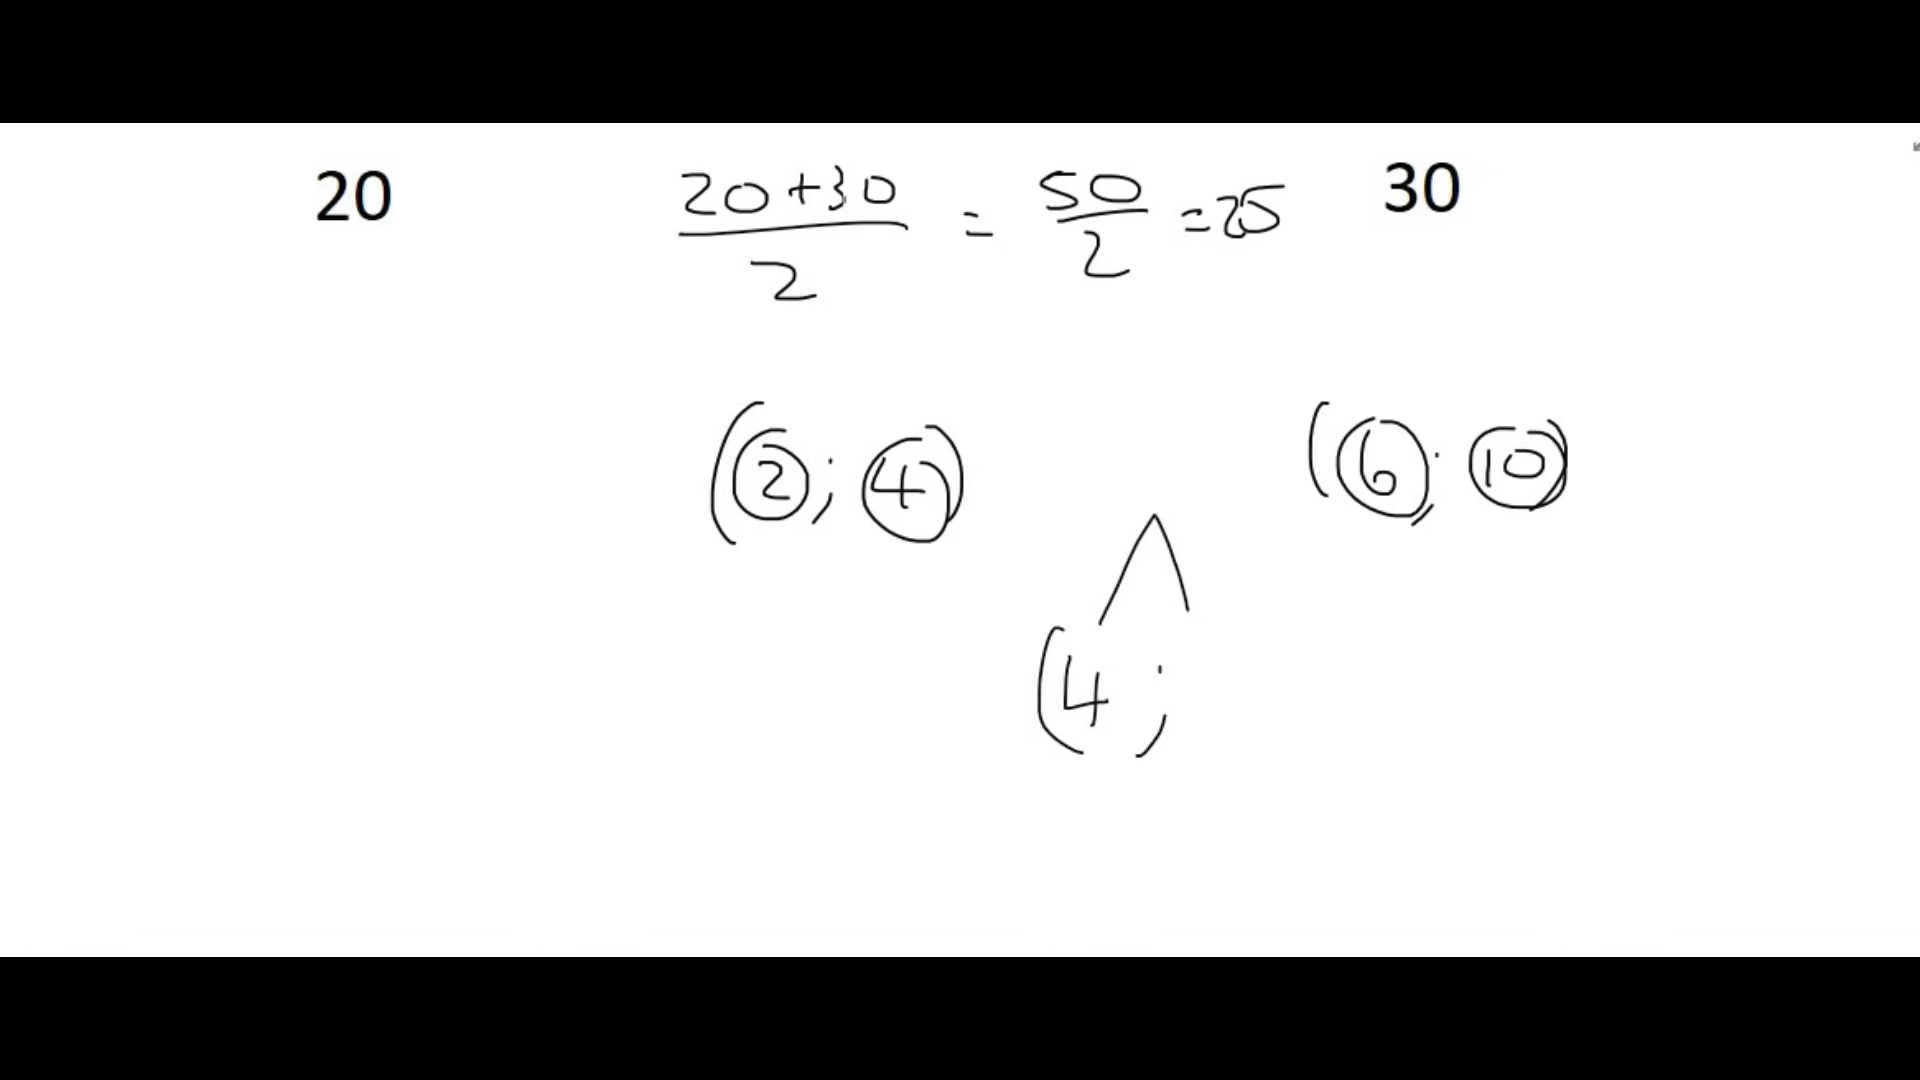 20 20+30/2 = 50/2 =25 30
(2; 4) (6; 10)
(4 ;